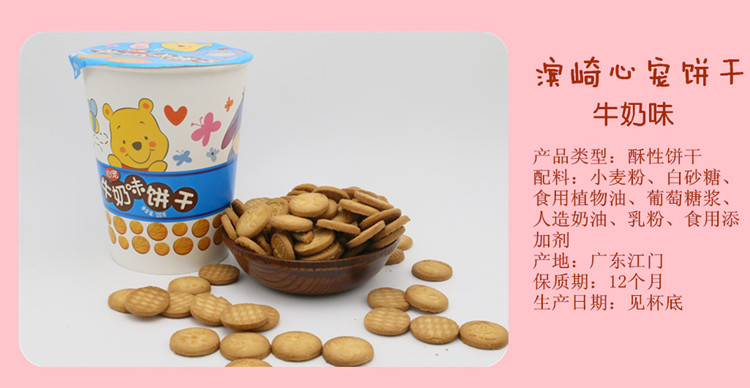 滨崎心宠饼干
牛奶味
产品类型：酥性饼干
配料：小麦粉、白砂糖、
食用植物油、葡萄糖浆、
人造奶油、乳粉、食用添
加剂
产地：广东江门
保质期：12个月
生产日期：见杯底
牛奶味饼干